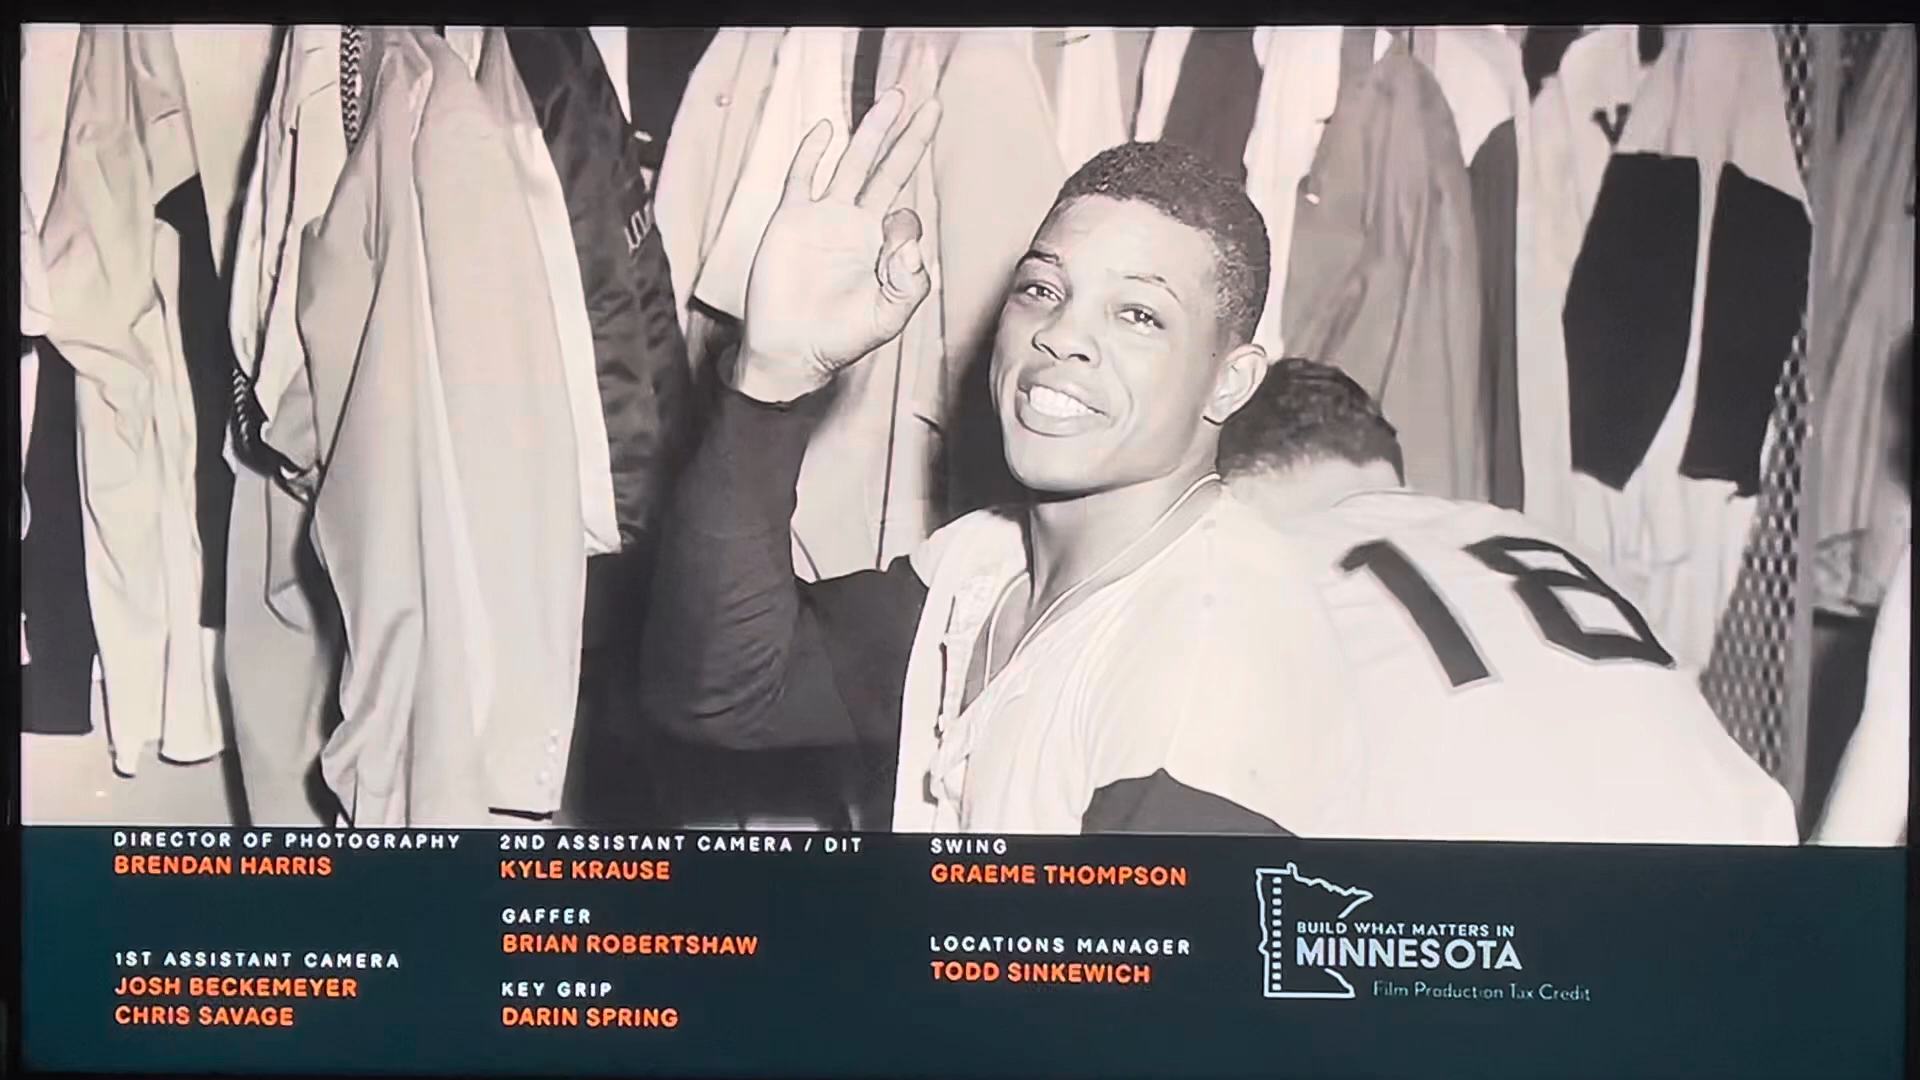 18
DIRECTOR OF PHOTOGRAPHY
BRENDAN HARRIS
1ST ASSISTANT CAMERA
JOSH BECKEMEYER
CHRIS SAVAGE
2ND ASSISTANT CAMERA / DIT
KYLE KRAUSE
GAFFER
BRIAN ROBERTSHAW
KEY GRIP
DARIN SPRING
SWING
GRAEME THOMPSON
LOCATIONS MANAGER
TODD SINKEWICH
BUILD WHAT MATTERS IN
MINNESOTA
Film Production Tax Credit